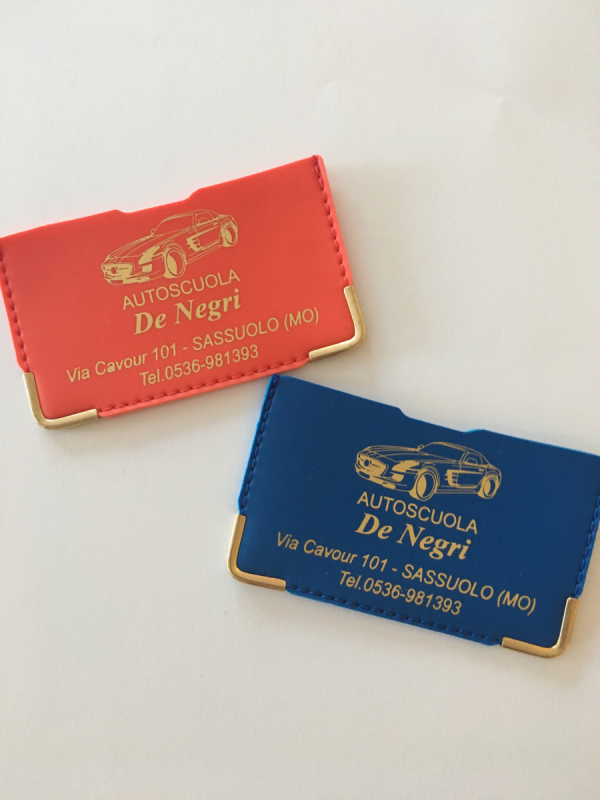 AUTOSCUOLA
De Negri
Via Cavour 101 - SASSUOLO (MO)
Tel.0536-981393
AUTOSCUOLA
De Negri
Via Cavour 101 - SASSUOLO (MO)
Tel.0536-981393